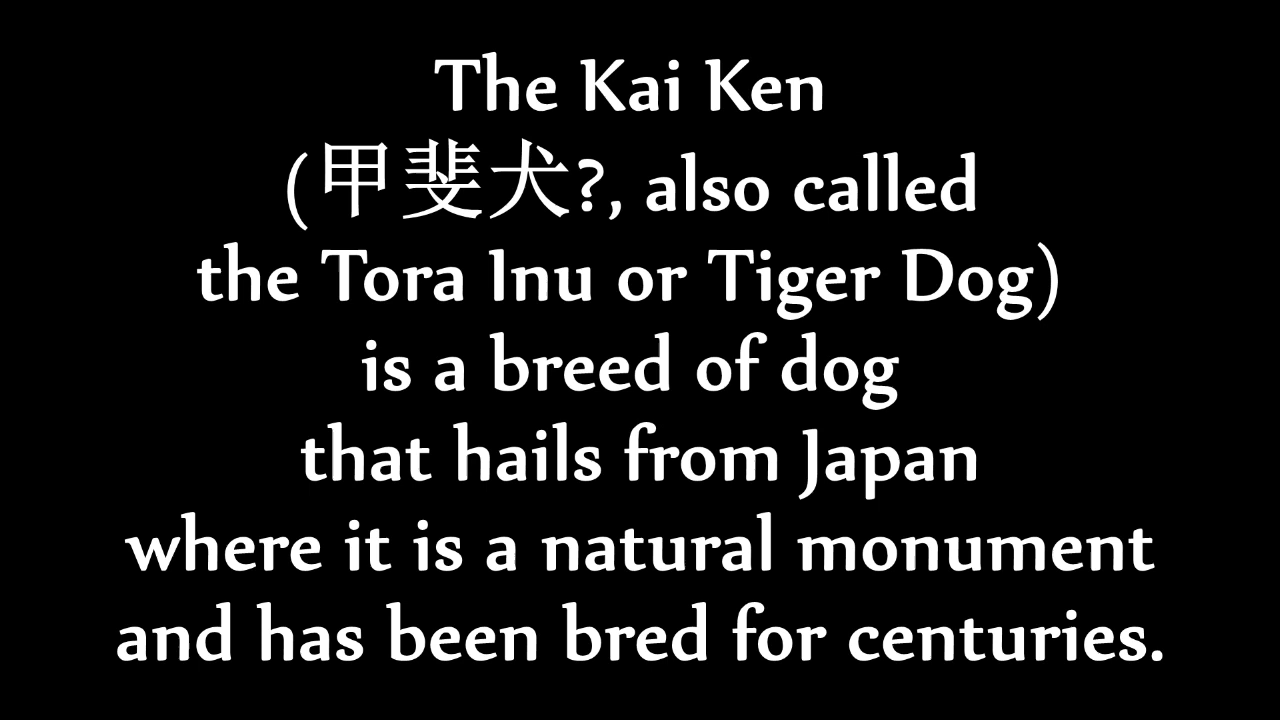 The Kai Ken
(甲斐犬?, also called
the Tora Inu or Tiger Dog)
is a breed of dog
that hails from Japan
where it is a natural monument
and has been bred for centuries.